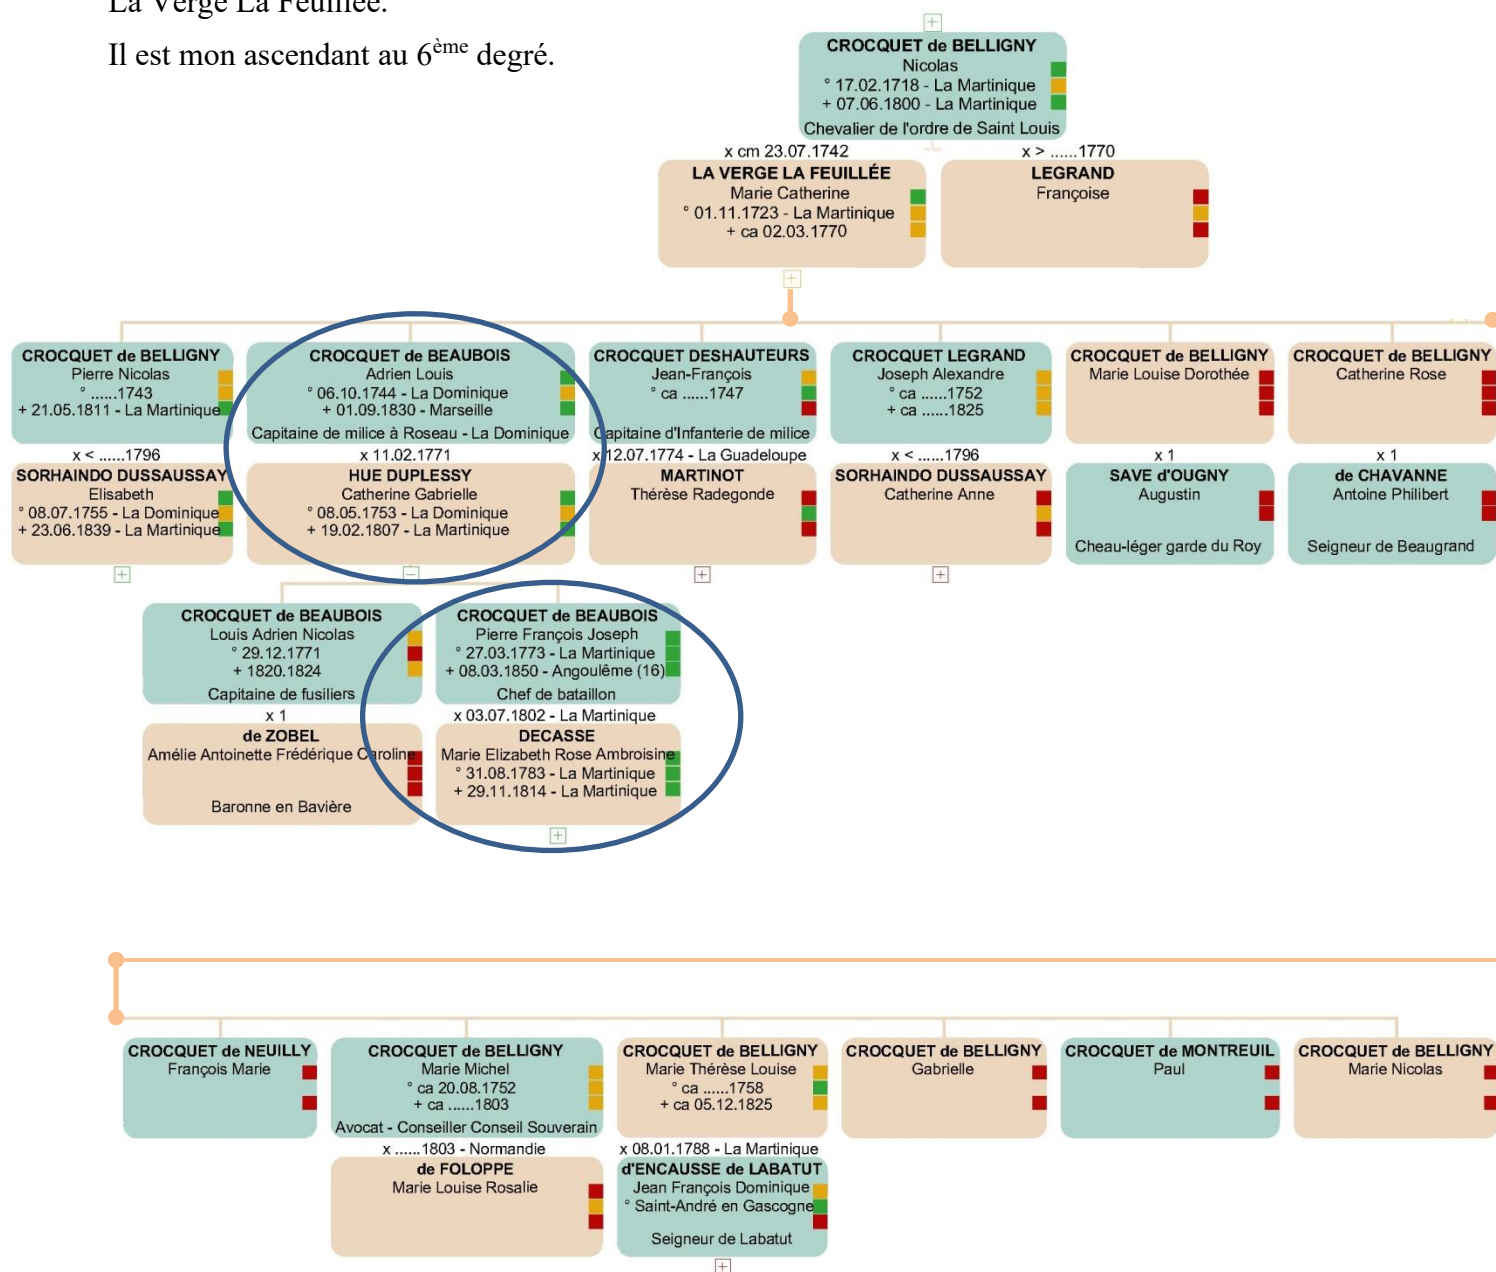 La Verge La Feuillée.
Il est mon ascendant au 6ème degré.
CROCQUET de BELLIGNY
Nicolas
° 17.02.1718 - La Martinique
+ 07.06.1800 - La Martinique
Chevalier de l'ordre de Saint Louis
x cm 23.07.1742
LA VERGE LA FEUILLÉE
Marie Catherine
° 01.11.1723 - La Martinique
+ ca 02.03.1770
x > ......1770
LEGRAND
Françoise
CROCQUET de BELLIGNY
Pierre Nicolas
° ......1743
+ 21.05.1811 - La Martinique
x < ......1796
SORHAINDO DUSSAUSSAY
Elisabeth
° 08.07.1755 - La Dominique
+ 23.06.1839 - La Martinique
CROCQUET de BEAUBOIS
Adrien Louis
° 06.10.1744 - La Dominique
+ 01.09.1830 - Marseille
Capitaine de milice à Roseau - La Dominique
x 11.02.1771
HUE DUPLESSY
Catherine Gabrielle
° 08.05.1753 - La Dominique
+ 19.02.1807 - La Martinique
CROCQUET DESHAUTEURS
Jean-François
° ca ......1747
Capitaine d'Infanterie de milice
x 12.07.1774 - La Guadeloupe
MARTINOT
Thérèse Radegonde
CROCQUET LEGRAND
Joseph Alexandre
° ca ......1752
+ ca ......1825
x < ......1796
SORHAINDO DUSSAUSSAY
Catherine Anne
CROCQUET de BELLIGNY
Marie Louise Dorothée
x 1
SAVE d'OUGNY
Augustin
Cheau-léger garde du Roy
CROCQUET de BELLIGNY
Catherine Rose
x 1
de CHAVANNE
Antoine Philibert
Seigneur de Beaugrand
CROCQUET de BEAUBOIS
Louis Adrien Nicolas
° 29.12.1771
+ 1820.1824
Capitaine de fusiliers
x 1
de ZOBEL
Amélie Antoinette Frédérique Caroline
Baronne en Bavière
CROCQUET de BEAUBOIS
Pierre François Joseph
° 27.03.1773 - La Martinique
+ 08.03.1850 - Angoulême (16)
Chef de bataillon
x 03.07.1802 - La Martinique
DECASSE
Marie Elizabeth Rose Ambroisine
° 31.08.1783 - La Martinique
+ 29.11.1814 - La Martinique
CROCQUET de NEUILLY
François Marie
CROCQUET de BELLIGNY
Marie Michel
° ca 20.08.1752
+ ca ......1803
Avocat - Conseiller Conseil Souverain
x ......1803 - Normandie
de FOLOPPE
Marie Louise Rosalie
CROCQUET de BELLIGNY
Marie Thérèse Louise
° ca ......1758
+ ca 05.12.1825
x 08.01.1788 - La Martinique
d'ENCAUSSE de LABATUT
Jean François Dominique
° Saint-André en Gascogne
Seigneur de Labatut
CROCQUET de BELLIGNY
Gabrielle
CROCQUET de MONTREUIL
Paul
CROCQUET de BELLIGNY
Marie Nicolas